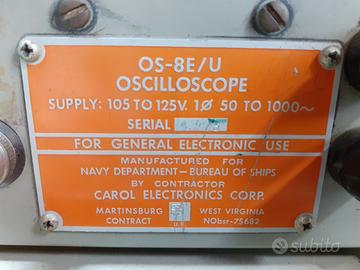 OS-8E/U
OSCILLOSCOPE
SUPPLY: 105 TO 125V. 1Ø 50 TO 1000~
SERIAL
FOR GENERAL ELECTRONIC USE
MANUFACTURED FOR
NAVY DEPARTMENT – BUREAU OF SHIPS
BY CONTRACTOR
CAROL ELECTRONICS CORP.
MARTINSBURG WEST VIRGINIA
CONTRACT U.S. NObsr-75682
subito